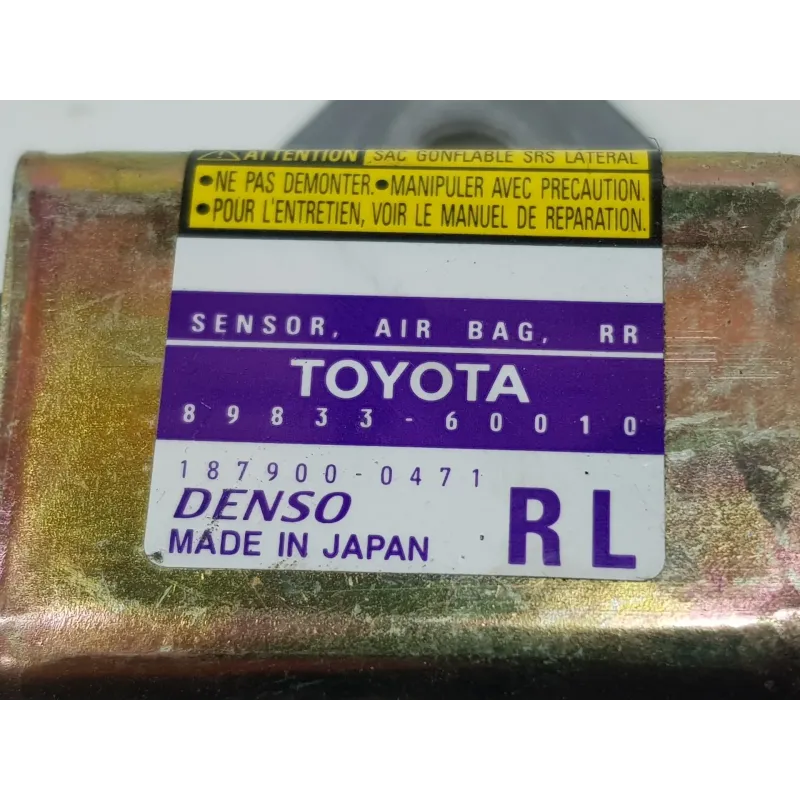 ⚠ ATTENTION SAC GONFLABLE SRS LATERAL
•NE PAS DEMONTER. •MANIPULER AVEC PRECAUTION.
•POUR L'ENTRETIEN, VOIR LE MANUEL DE REPARATION.
SENSOR, AIR BAG, RR
TOYOTA
89833-60010
187900-0471
DENSO
MADE IN JAPAN
RL